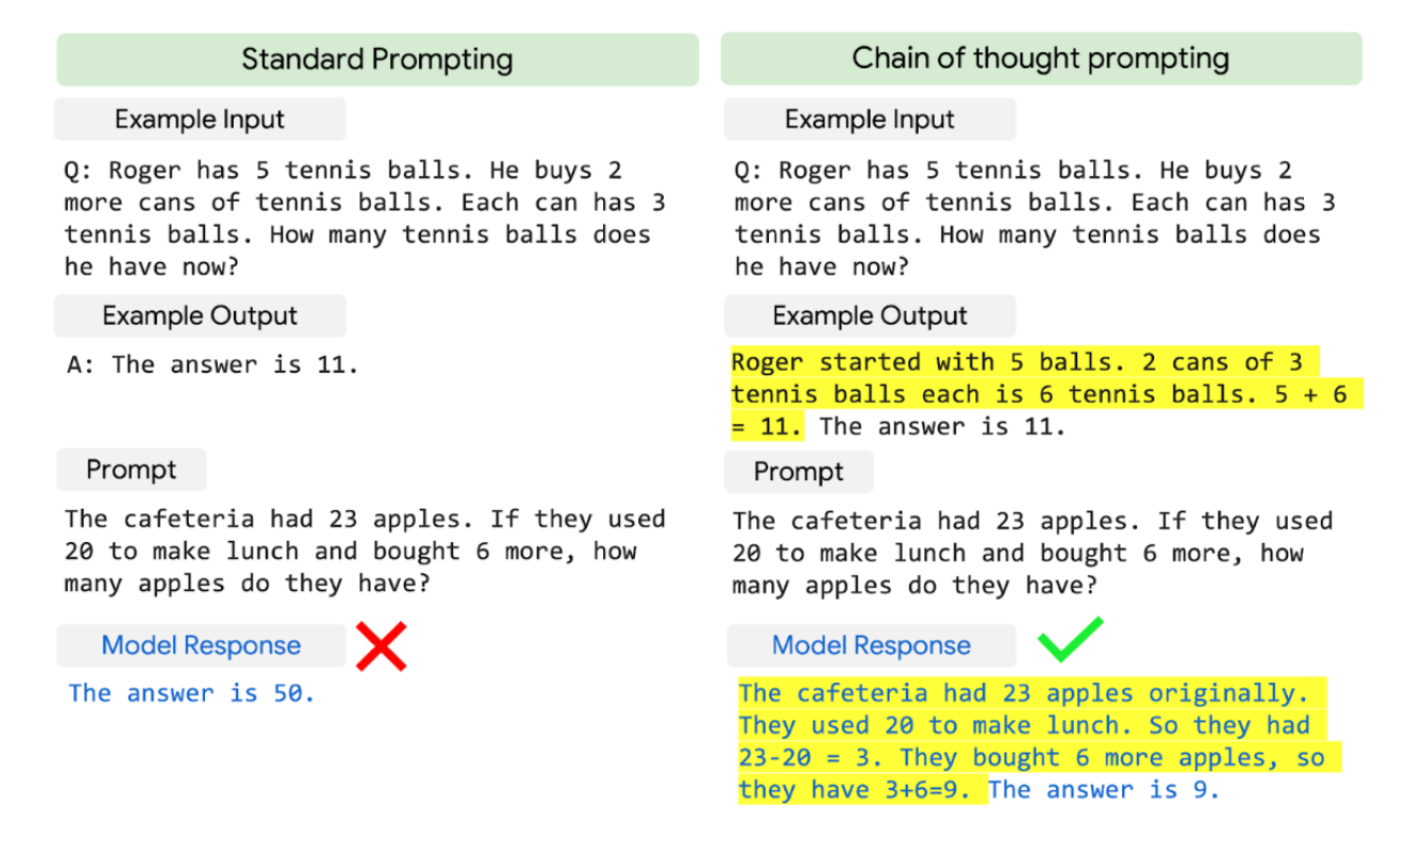 Standard Prompting
Example Input
Q: Roger has 5 tennis balls. He buys 2
more cans of tennis balls. Each can has 3
tennis balls. How many tennis balls does
he have now?
Example Output
A: The answer is 11.
Prompt
The cafeteria had 23 apples. If they used
20 to make lunch and bought 6 more, how
many apples do they have?
Model Response
The answer is 50.
Chain of thought prompting
Example Input
Q: Roger has 5 tennis balls. He buys 2
more cans of tennis balls. Each can has 3
tennis balls. How many tennis balls does
he have now?
Example Output
Roger started with 5 balls. 2 cans of 3
tennis balls each is 6 tennis balls. 5 + 6
= 11. The answer is 11.
Prompt
The cafeteria had 23 apples. If they used
20 to make lunch and bought 6 more, how
many apples do they have?
Model Response
The cafeteria had 23 apples originally.
They used 20 to make lunch. So they had
23-20 = 3. They bought 6 more apples, so
they have 3+6=9. The answer is 9.